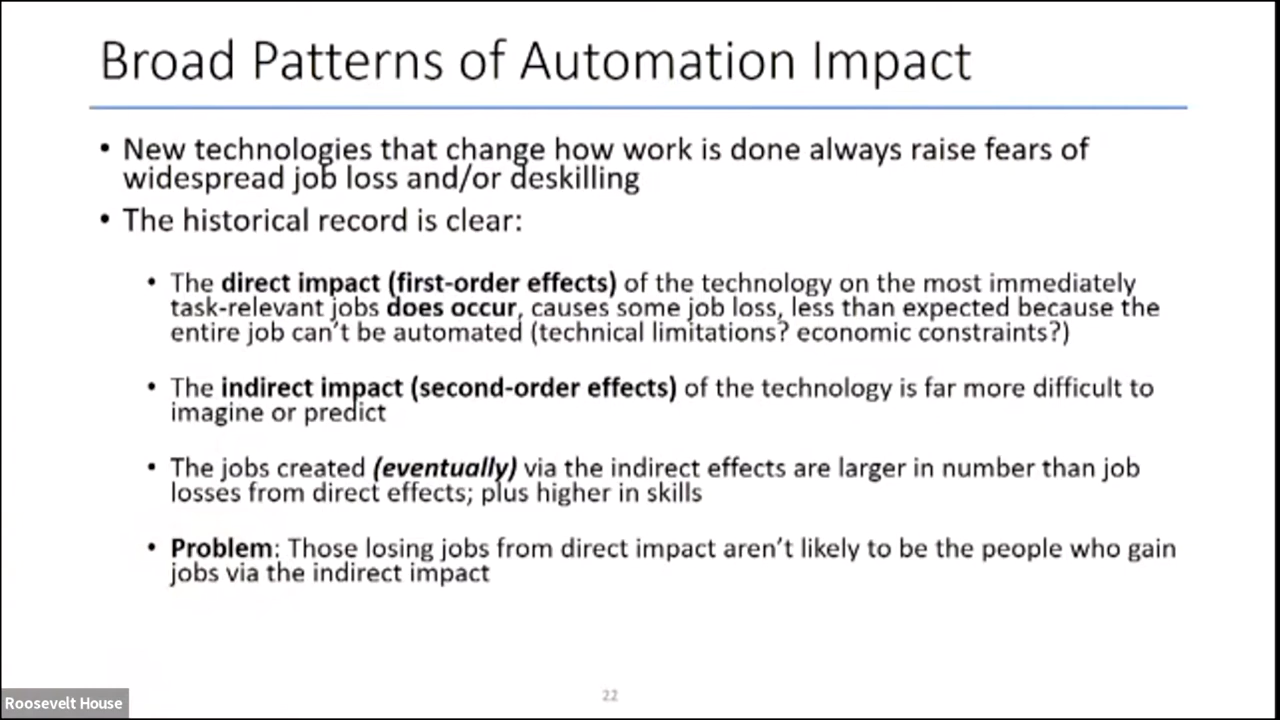 Broad Patterns of Automation Impact
• New technologies that change how work is done always raise fears of
widespread job loss and/or deskilling
• The historical record is clear:
• The direct impact (first-order effects) of the technology on the most immediately
task-relevant jobs does occur, causes some job loss, less than expected because the
entire job can't be automated (technical limitations? economic constraints?)
• The indirect impact (second-order effects) of the technology is far more difficult to
imagine or predict
• The jobs created (eventually) via the indirect effects are larger in number than job
losses from direct effects; plus higher in skills
• Problem: Those losing jobs from direct impact aren't likely to be the people who gain
jobs via the indirect impact
22
Roosevelt House